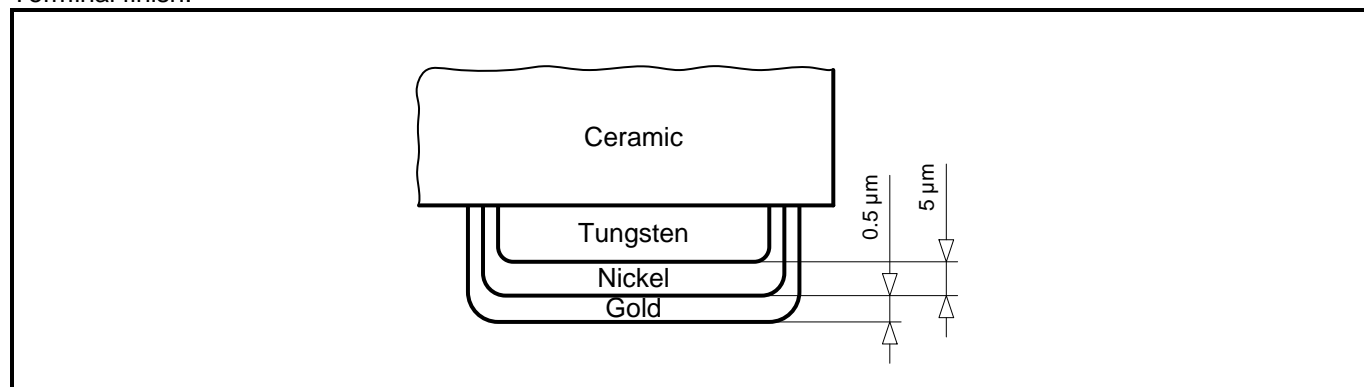 Terminal finish:
Ceramic
Tungsten
Nickel
Gold
0.5 µm
5 µm